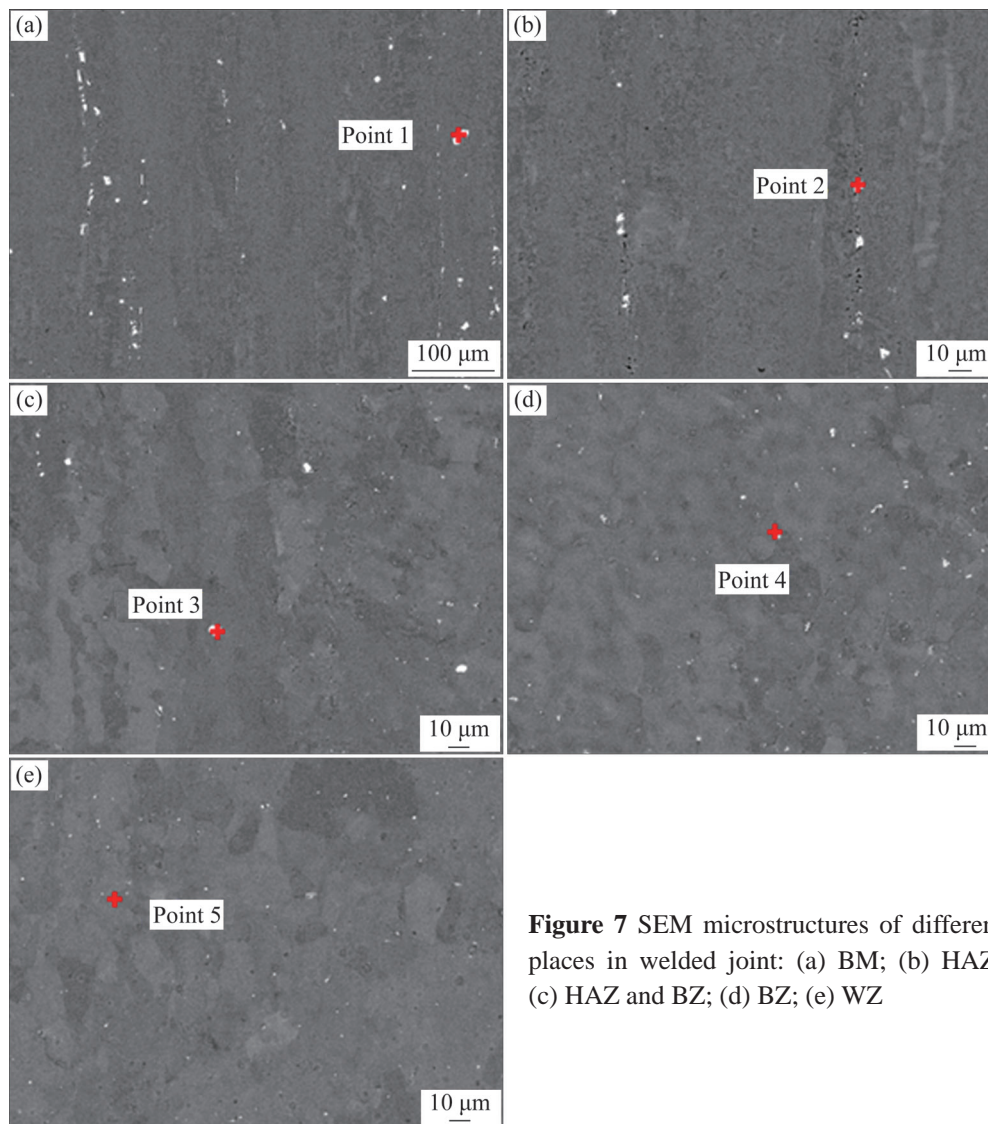 (a)
Point 1
100 μm
(b)
Point 2
10 μm
(c)
Point 3
10 μm
(d)
Point 4
10 μm
(e)
Point 5
10 μm
Figure 7 SEM microstructures of differen
places in welded joint: (a) BM; (b) HAZ
(c) HAZ and BZ; (d) BZ; (e) WZ